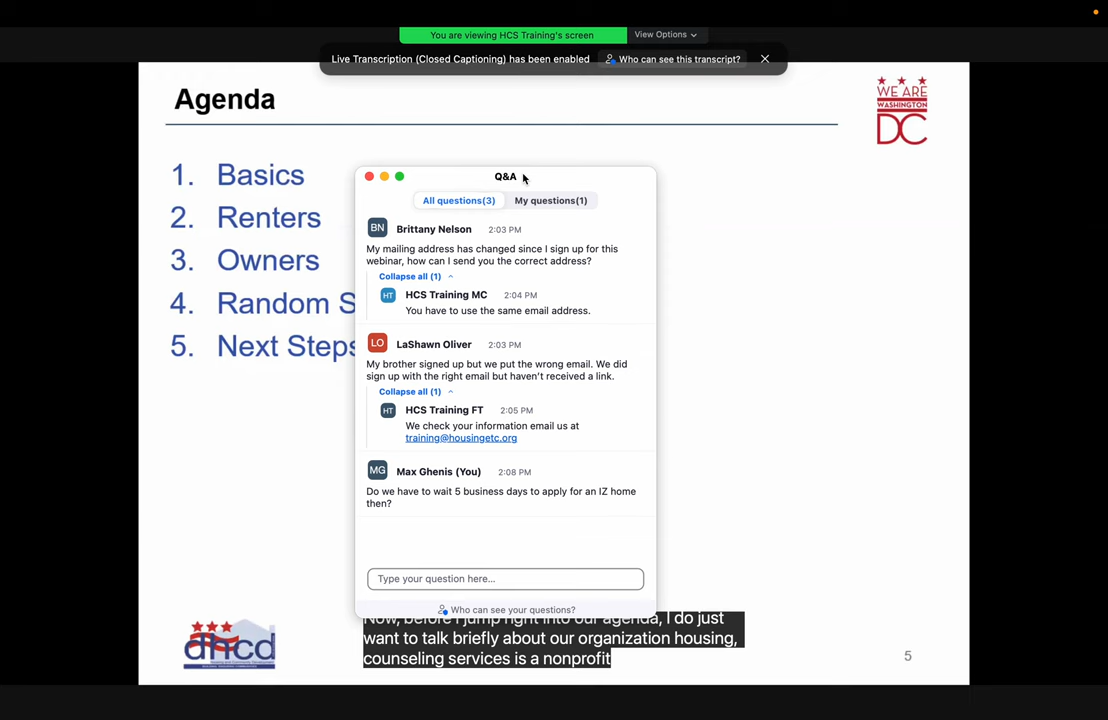 You are viewing HCS Training's screen
View Options
Live Transcription (Closed Captioning) has been enabled
Who can see this transcript?
Agenda
WE ARE
WASHINGTON
DC
1. Basics
2. Renters
3. Owners
4. Random S
5. Next Steps
Q&A
All questions(3)
My questions(1)
BN
Brittany Nelson
2:03 PM
My mailing address has changed since I sign up for this
webinar, how can I send you the correct address?
Collapse all (1)
HT
HCS Training MC
2:04 PM
You have to use the same email address.
LO
LaShawn Oliver
2:03 PM
My brother signed up but we put the wrong email. We did
sign up with the right email but haven't received a link.
Collapse all (1)
HT
HCS Training FT
2:05 PM
We check your information email us at
training@housingetc.org
MG
Max Ghenis (You)
2:08 PM
Do we have to wait 5 business days to apply for an IZ home
then?
Type your question here...
Who can see your questions?
Now, before I jump right into our agenda, I do just
want to talk briefly about our organization housing,
counseling services is a nonprofit
dhcd
5